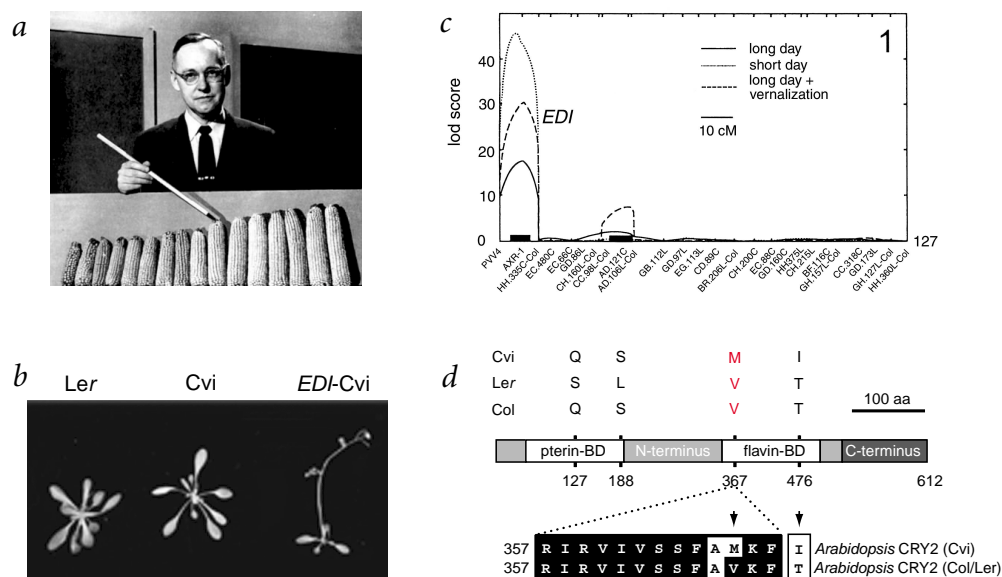 a
c
1
lod score
40
30
20
10
0
EDI
long day
short day
long day +
vernalization
10 cM
127
PVV4
AXR-1
HH.335C-Col
EC.480C
EC.66C
GD.86L
CH.160L-Col
CC.98L-Col
AD.121C
AD.106L-Col
GB.112L
GD.97L
EG.113L
CD.89C
BR.206L-Col
CH.200C
EC.88C
GD.160C
HH375L
CH.215L
BF.116C
GH.157L-Col
CC.318C
GD.173L
GH.127L-Col
HH.360L-Col
b
Ler Cvi EDI-Cvi
d
Cvi Q S M I
Ler S L V T
Col Q S V T
100 aa
pterin-BD N-terminus flavin-BD C-terminus
127 188 367 476 612
357 R I R V I V S S F A M K F I Arabidopsis CRY2 (Cvi)
357 R I R V I V S S F A V K F T Arabidopsis CRY2 (Col/Ler)